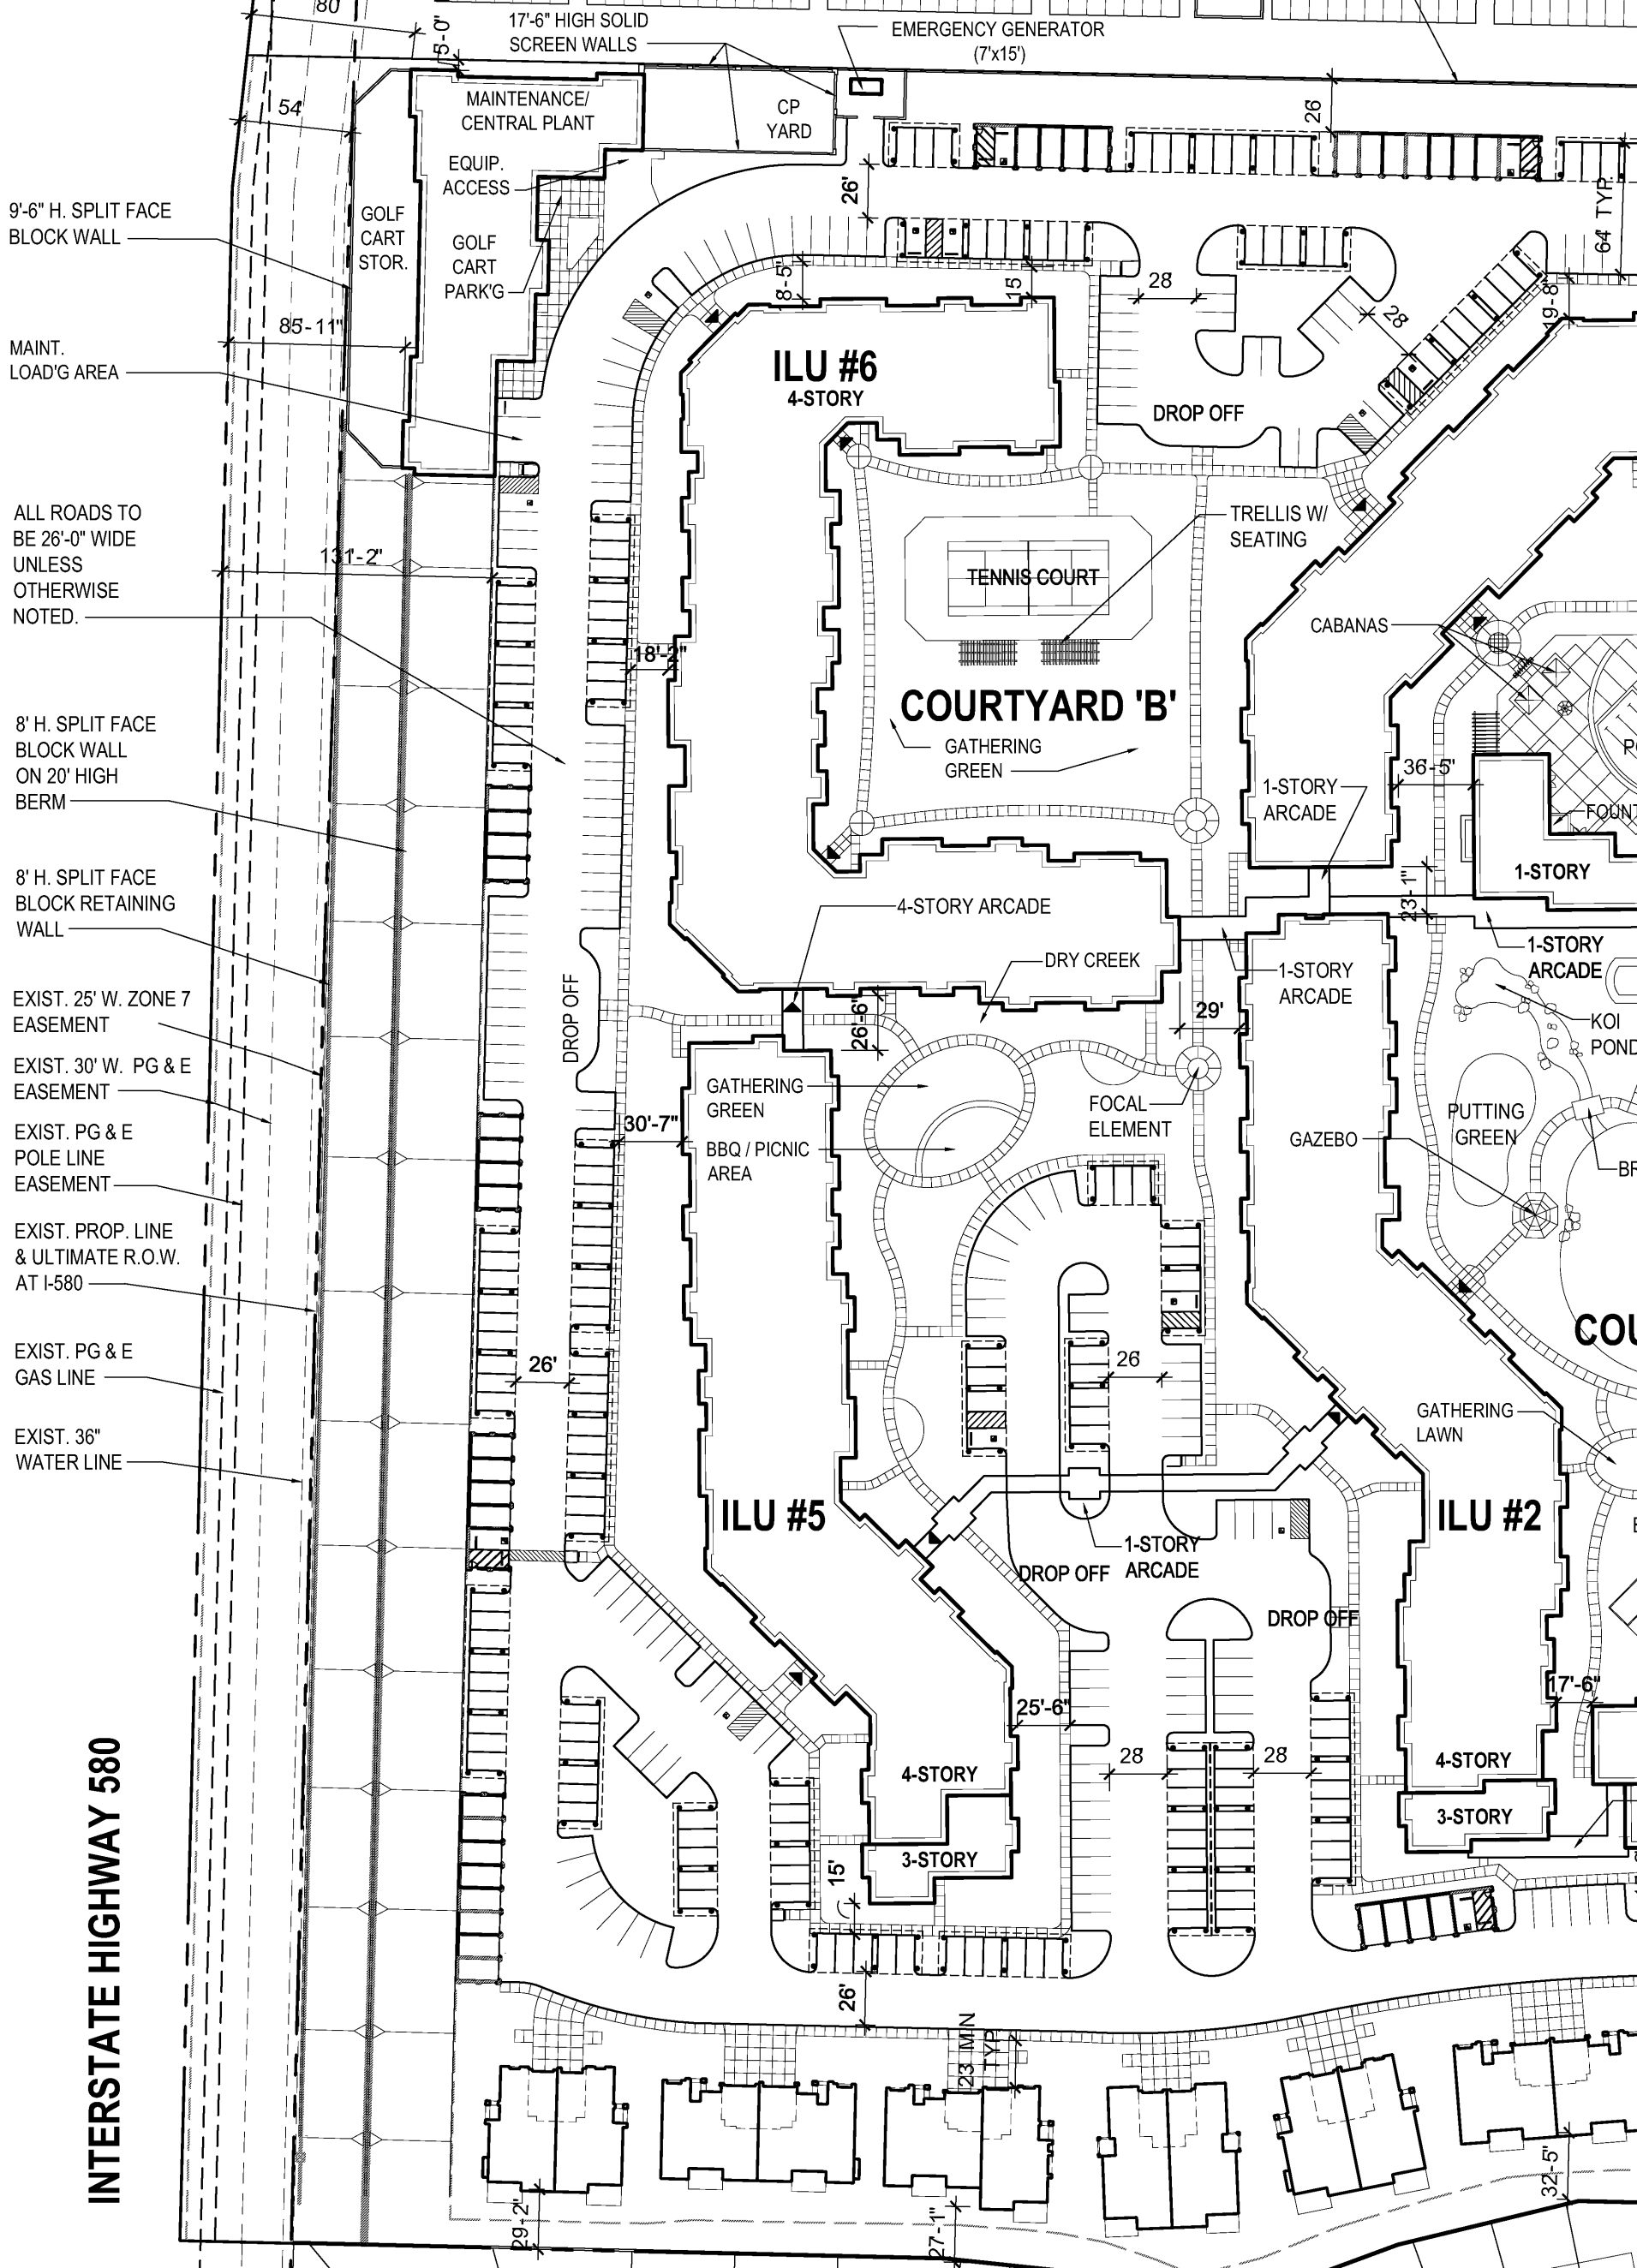 80'
5-0"
17'-6" HIGH SOLID
SCREEN WALLS
EMERGENCY GENERATOR
(7'x15')
54'
MAINTENANCE/
CENTRAL PLANT
CP
YARD
26
EQUIP.
ACCESS
26'
64' TYP.
9'-6" H. SPLIT FACE
BLOCK WALL
GOLF
CART
STOR.
GOLF
CART
PARK'G
8-5"
15
28
28
19-8"
85-11"
MAINT.
LOAD'G AREA
ILU #6
4-STORY
DROP OFF
ALL ROADS TO
BE 26'-0" WIDE
UNLESS
OTHERWISE
NOTED.
131'-2"
TRELLIS W/
SEATING
TENNIS COURT
CABANAS
18'-2"
COURTYARD 'B'
GATHERING
GREEN
8' H. SPLIT FACE
BLOCK WALL
ON 20' HIGH
BERM
1-STORY
ARCADE
36'-5"
FOUNT
1-STORY
8' H. SPLIT FACE
BLOCK RETAINING
WALL
4-STORY ARCADE
23'-1"
DRY CREEK
1-STORY
ARCADE
1-STORY
ARCADE
EXIST. 25' W. ZONE 7
EASEMENT
DROP OFF
26'-6"
29'
KOI
POND
EXIST. 30' W. PG & E
EASEMENT
GATHERING
GREEN
FOCAL
ELEMENT
PUTTING
GREEN
30'-7"
EXIST. PG & E
POLE LINE
EASEMENT
BBQ / PICNIC
AREA
GAZEBO
BR
EXIST. PROP. LINE
& ULTIMATE R.O.W.
AT I-580
COU
EXIST. PG & E
GAS LINE
26'
26
GATHERING
LAWN
EXIST. 36"
WATER LINE
ILU #5
ILU #2
1-STORY
ARCADE
DROP OFF
DROP OFF
25'-6"
17'-6"
INTERSTATE HIGHWAY 580
4-STORY
28
28
4-STORY
3-STORY
3-STORY
15'
26'
23 MIN
TYP
29'-2"
27'-1"
32-5"